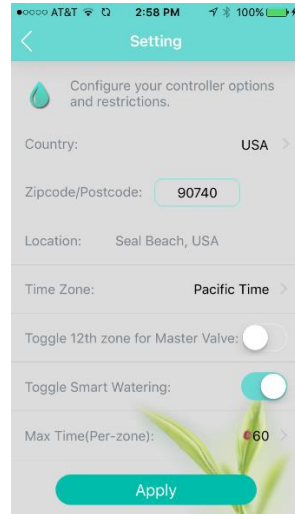 ●○○○○ AT&T 2:58 PM 100%
Setting
Configure your controller options
and restrictions.
Country: USA
Zipcode/Postcode: 90740
Location: Seal Beach, USA
Time Zone: Pacific Time
Toggle 12th zone for Master Valve:
Toggle Smart Watering:
Max Time(Per-zone): 60
Apply